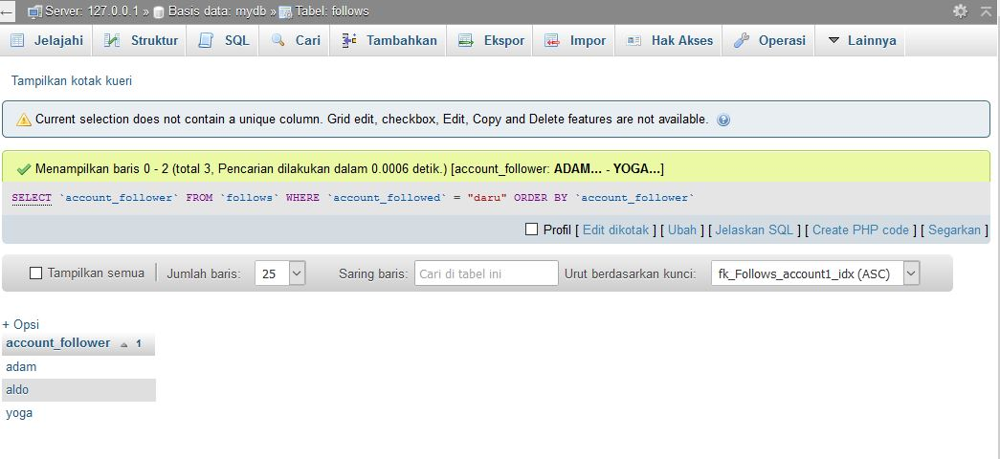 Server: 127.0.0.1 » Basis data: mydb » Tabel: follows
Jelajahi Struktur SQL Cari Tambahkan Ekspor Impor Hak Akses Operasi Lainnya
Tampilkan kotak kueri
Current selection does not contain a unique column. Grid edit, checkbox, Edit, Copy and Delete features are not available.
Menampilkan baris 0 - 2 (total 3, Pencarian dilakukan dalam 0.0006 detik.) [account_follower: ADAM... - YOGA...]
SELECT `account_follower` FROM `follows` WHERE `account_followed` = "daru" ORDER BY `account_follower`
Profil [ Edit dikotak ] [ Ubah ] [ Jelaskan SQL ] [ Create PHP code ] [ Segarkan ]
Tampilkan semua | Jumlah baris: 25 Saring baris: Cari di tabel ini Urut berdasarkan kunci: fk_Follows_account1_idx (ASC)
+ Opsi
account_follower 1
adam
aldo
yoga